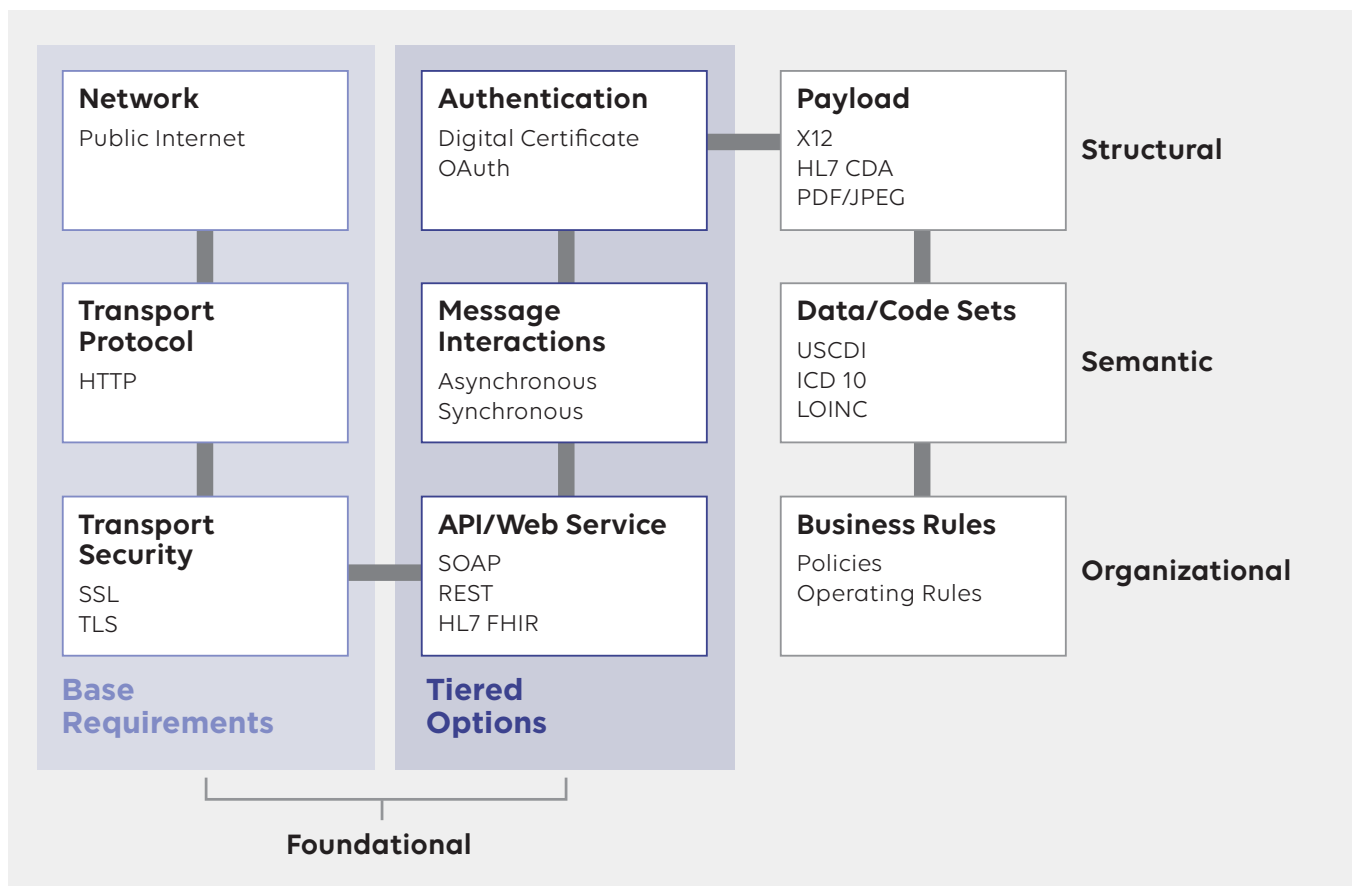 Network
Public Internet
Transport
Protocol
HTTP
Transport
Security
SSL
TLS
Base
Requirements
Authentication
Digital Certificate
OAuth
Message
Interactions
Asynchronous
Synchronous
API/Web Service
SOAP
REST
HL7 FHIR
Tiered
Options
Foundational
Payload
X12
HL7 CDA
PDF/JPEG
Structural
Data/Code Sets
USCDI
ICD 10
LOINC
Semantic
Business Rules
Policies
Operating Rules
Organizational